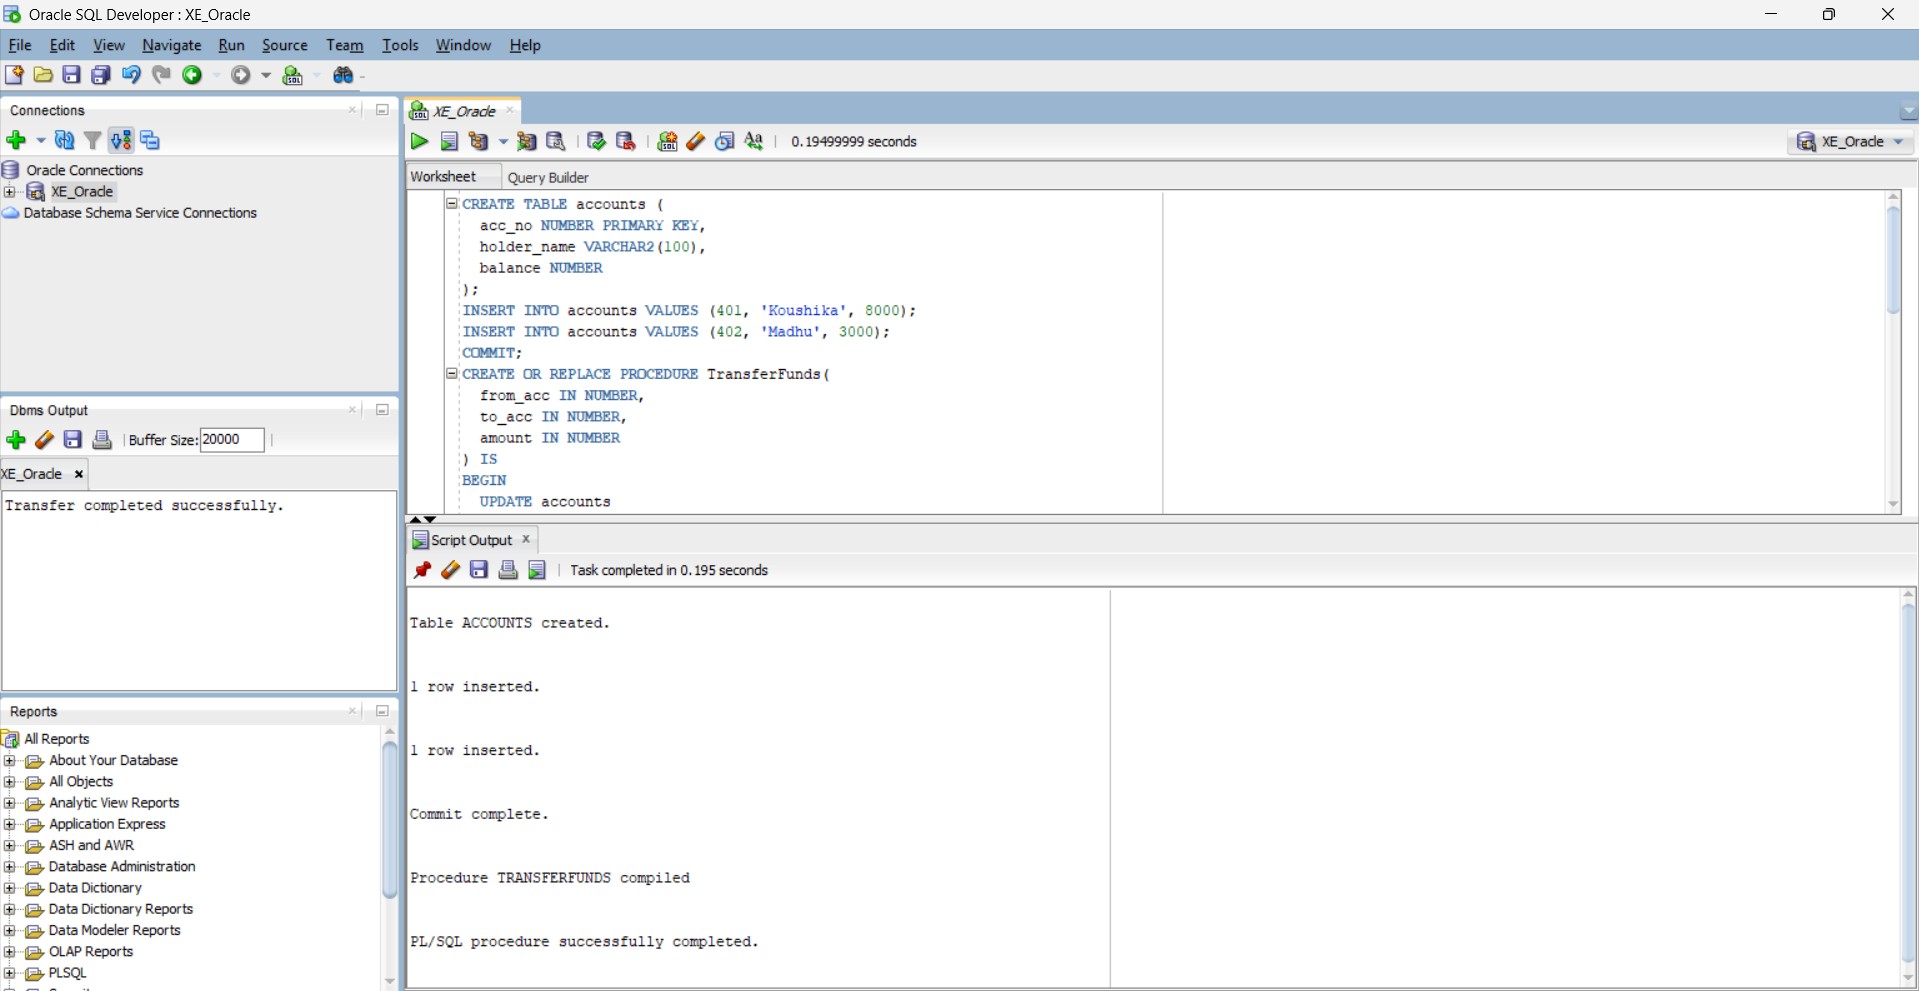 Oracle SQL Developer : XE_Oracle
File Edit View Navigate Run Source Team Tools Window Help
Connections
Oracle Connections
XE_Oracle
Database Schema Service Connections
Dbms Output
Buffer Size: 20000
XE_Oracle
Transfer completed successfully.
Reports
All Reports
About Your Database
All Objects
Analytic View Reports
Application Express
ASH and AWR
Database Administration
Data Dictionary
Data Dictionary Reports
Data Modeler Reports
OLAP Reports
PLSQL
XE_Oracle
0.19499999 seconds
XE_Oracle
Worksheet Query Builder
CREATE TABLE accounts (
acc_no NUMBER PRIMARY KEY,
holder_name VARCHAR2(100),
balance NUMBER
);
INSERT INTO accounts VALUES (401, 'Koushika', 8000);
INSERT INTO accounts VALUES (402, 'Madhu', 3000);
COMMIT;
CREATE OR REPLACE PROCEDURE TransferFunds(
from_acc IN NUMBER,
to_acc IN NUMBER,
amount IN NUMBER
) IS
BEGIN
UPDATE accounts
Script Output
Task completed in 0.195 seconds
Table ACCOUNTS created.
1 row inserted.
1 row inserted.
Commit complete.
Procedure TRANSFERFUNDS compiled
PL/SQL procedure successfully completed.